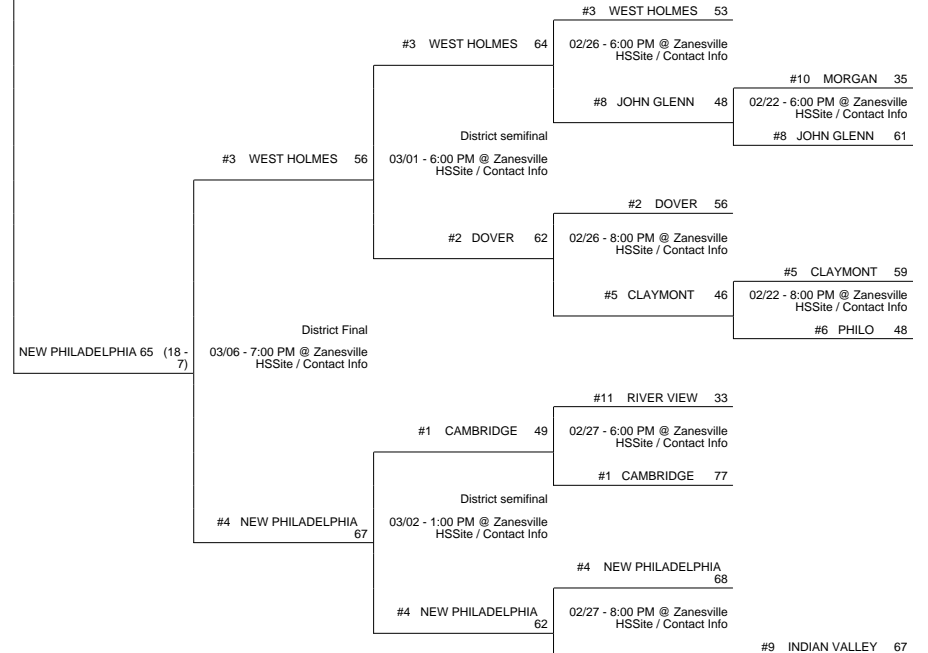 #3 WEST HOLMES 53
#3 WEST HOLMES 64
02/26 - 6:00 PM @ Zanesville
HSSite / Contact Info
#10 MORGAN 35
#8 JOHN GLENN 48
02/22 - 6:00 PM @ Zanesville
HSSite / Contact Info
#8 JOHN GLENN 61
District semifinal
#3 WEST HOLMES 56
03/01 - 6:00 PM @ Zanesville
HSSite / Contact Info
#2 DOVER 56
#2 DOVER 62
02/26 - 8:00 PM @ Zanesville
HSSite / Contact Info
#5 CLAYMONT 59
#5 CLAYMONT 46
02/22 - 8:00 PM @ Zanesville
HSSite / Contact Info
#6 PHILO 48
District Final
NEW PHILADELPHIA 65 (18 -
7)
03/06 - 7:00 PM @ Zanesville
HSSite / Contact Info
#11 RIVER VIEW 33
#1 CAMBRIDGE 49
02/27 - 6:00 PM @ Zanesville
HSSite / Contact Info
#1 CAMBRIDGE 77
District semifinal
#4 NEW PHILADELPHIA
67
03/02 - 1:00 PM @ Zanesville
HSSite / Contact Info
#4 NEW PHILADELPHIA
68
#4 NEW PHILADELPHIA
62
02/27 - 8:00 PM @ Zanesville
HSSite / Contact Info
#9 INDIAN VALLEY 67